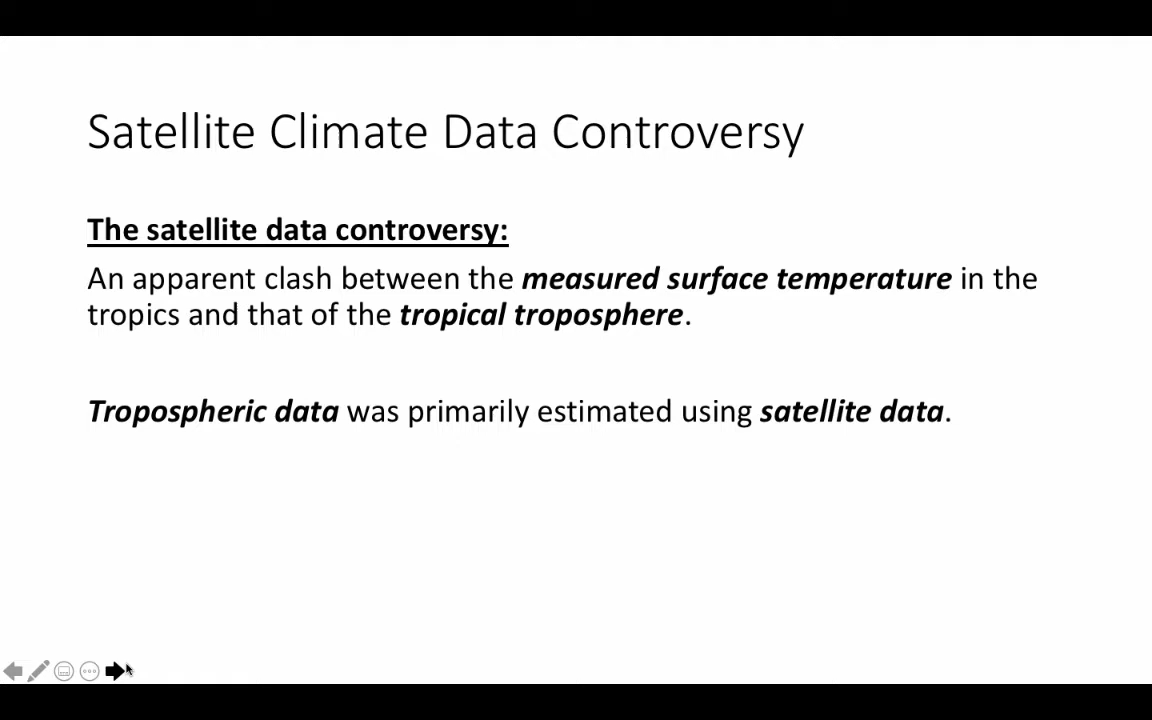 Satellite Climate Data Controversy
The satellite data controversy:
An apparent clash between the measured surface temperature in the
tropics and that of the tropical troposphere.
Tropospheric data was primarily estimated using satellite data.